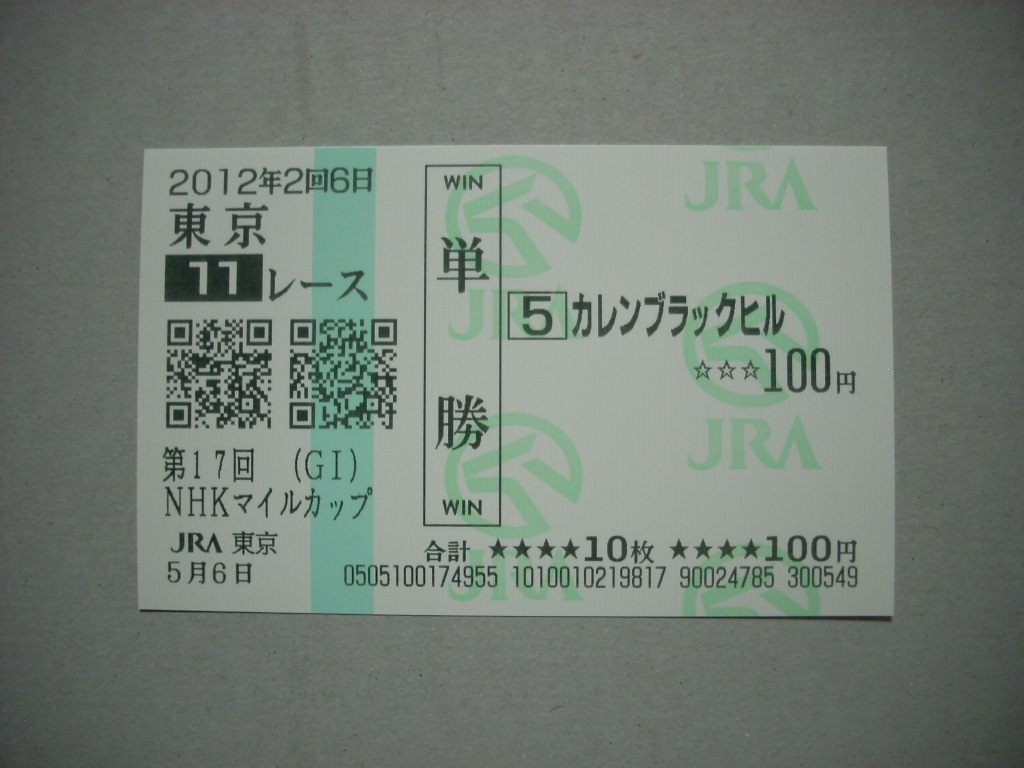 2012年2回6日
東京
11レース
第17回 (GI)
NHKマイルカップ
JRA 東京
5月6日
WIN
単勝
WIN
5 カレンブラックヒル
☆☆☆100円
合計 ★★★★10枚 ★★★★100円
0505100174955 1010010219817 90024785 300549
JRA
JRA
JRA
JRA